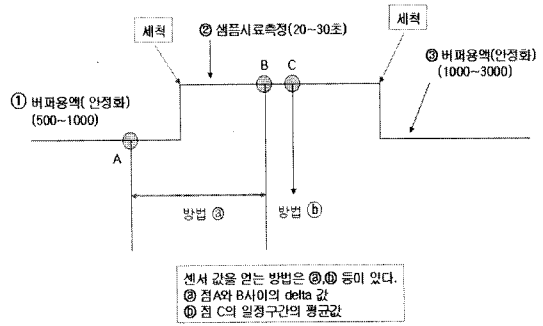 세척
② 샘플시료측정(20~30초)
세척
B
C
③ 버퍼용액(안정화)
(1000~3000)
① 버퍼용액( 안정화)
(500~1000)
A
방법 ⓐ
방법 ⓑ
센서 값을 얻는 방법은 ⓐ,ⓑ 등이 있다.
ⓐ 점A와 B사이의 delta 값
ⓑ 점 C의 일정구간의 평균값